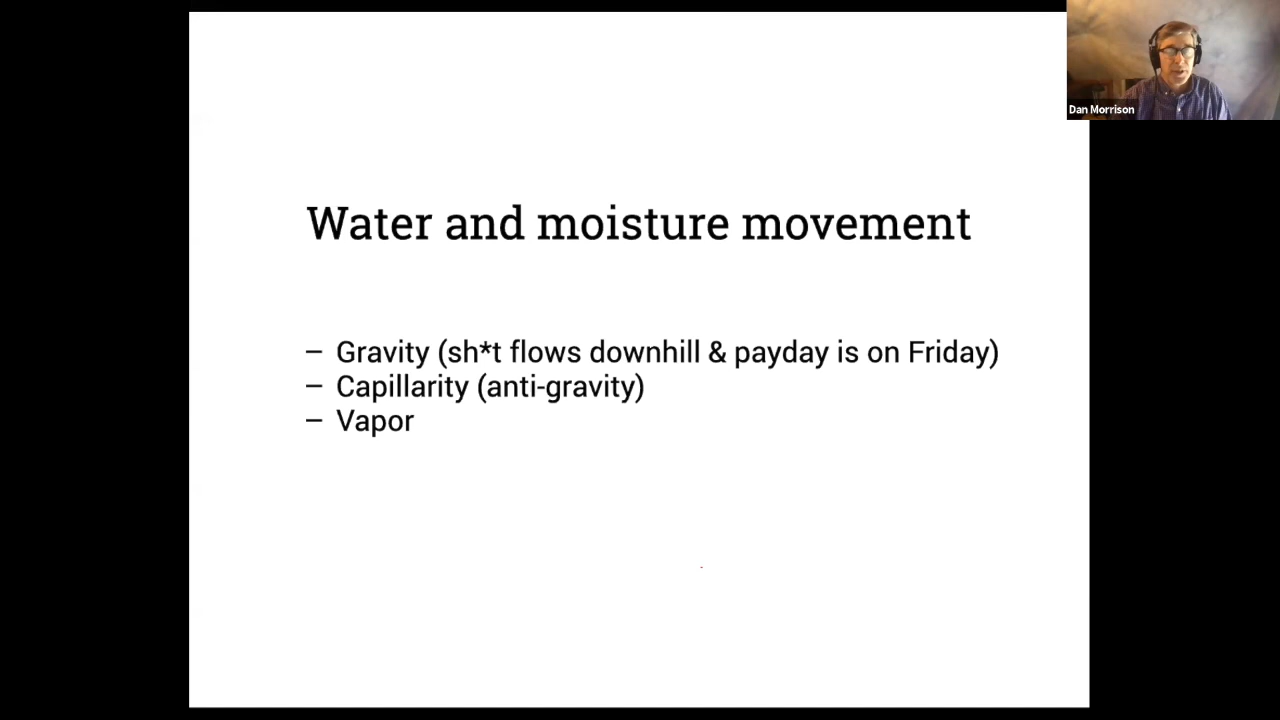 Dan Morrison
Water and moisture movement
– Gravity (sh*t flows downhill & payday is on Friday)
– Capillarity (anti-gravity)
– Vapor